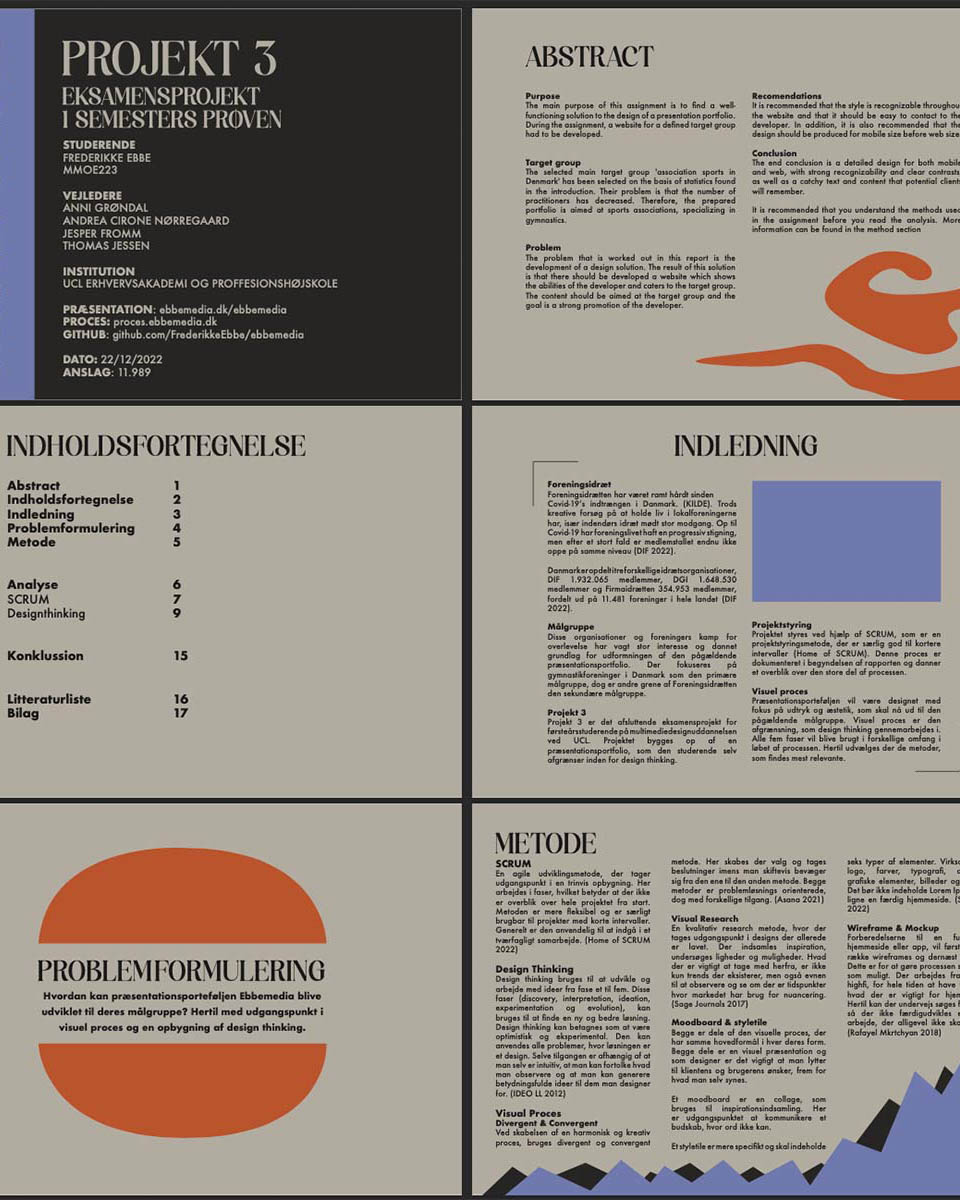 PROJEKT 3
EKSAMENSPROJEKT
1 SEMESTERS PRØVEN
STUDERENDE
FREDERIKKE EBBE
MMOE223
VEJLEDERE
ANNI GRØNDAL
ANDREA CIRONE NØRREGAARD
JESPER FROMM
THOMAS JESSEN
INSTITUTION
UCL ERHVERVSAKADEMI OG PROFFESIONSHØJSKOLE
PRÆSENTATION: ebbemedia.dk/ebbemedia
PROCES: proces.ebbemedia.dk
GITHUB: github.com/FrederikkeEbbe/ebbemedia
DATO: 22/12/2022
ANSLAG: 11.989
ABSTRACT
Purpose
The main purpose of this assignment is to find a well-
functioning solution to the design of a presentation portfolio.
During the assignment, a website for a defined target group
had to be developed.
Target group
The selected main target group 'association sports in
Denmark' has been selected on the basis of statistics found
in the introduction. Their problem is that the number of
practitioners has decreased. Therefore, the prepared
portfolio is aimed at sports associations, specializing in
gymnastics.
Problem
The problem that is worked out in this report is the
development of a design solution. The result of this solution
is that there should be developed a website which shows
the abilities of the developer and caters to the target group.
The content should be aimed at the target group and the
goal is a strong promotion of the developer.
Recomendations
It is recommended that the style is recognizable throughou
the website and that it should be easy to contact to the
developer. In addition, it is also recommended that the
design should be produced for mobile size before web size
Conclusion
The end conclusion is a detailed design for both mobile
and web, with strong recognizability and clear contrasts
as well as a catchy text and content that potential clients
will remember.
It is recommended that you understand the methods used
in the assignment before you read the analysis. More
information can be found in the method section
INDHOLDSFORTEGNELSE
Abstract 1
Indholdsfortegnelse 2
Indledning 3
Problemformulering 4
Metode 5
Analyse 6
SCRUM 7
Designthinking 9
Konklussion 15
Litteraturliste 16
Bilag 17
INDLEDNING
Foreningsidræt
Foreningsidrætten har været ramt hårdt sinden
Covid-19's indtrængen i Danmark. (KILDE). Trods
kreative forsøg på at holde liv i lokalforeningerne
har, især indendørs idræt mødt stor modgang. Op til
Covid-19 har foreningslivet haft en progressiv stigning,
men efter et stort fald er medlemstallet endnu ikke
oppe på samme niveau (DIF 2022).
Danmark er opdelt i tre forskellige idrætsorganisationer,
DIF 1.932.065 medlemmer, DGI 1.648.530
medlemmer og Firmaidrætten 354.953 medlemmer,
fordelt ud på 11.481 foreninger i hele landet (DIF
2022).
Målgruppe
Disse organisationer og foreningers kamp for
overlevelse har vagt stor interesse og dannet
grundlag for udformningen af den pågældende
præsentationsportfolio. Der fokuseres på
gymnastikforeninger i Danmark som den primære
målgruppe, dog er andre grene af Foreningsidrætten
den sekundære målgruppe.
Projekt 3
Projekt 3 er det afsluttende eksamensprojekt for
førsteårsstuderende på multimediedesignuddannelsen
ved UCL. Projektet bygges op af en
præsentationsportfolio, som den studerende selv
afgrænser inden for design thinking.
Projektstyring
Projektet styres ved hjælp af SCRUM, som er en
projektstyringsmetode, der er særlig god til kortere
intervaller (Home of SCRUM). Denne proces er
dokumenteret i begyndelsen af rapporten og danner
et overblik over den store del af processen.
Visuel proces
Præsentationsporteføljen vil være designet med
fokus på udtryk og æstetik, som skal nå ud til den
pågældende målgruppe. Visuel proces er den
afgrænsning, som design thinking gennemarbejdes i.
Alle fem faser vil blive brugt i forskellige omfang i
løbet af processen. Hertil udvælges der de metoder,
som findes mest relevante.
PROBLEMFORMULERING
Hvordan kan præsentationsporteføljen Ebbemedia blive
udviklet til deres målgruppe? Hertil med udgangspunkt i
visuel proces og en opbygning af design thinking.
METODE
SCRUM
En agile udviklingsmetode, der tager
udgangspunkt i en trinvis opbygning. Her
arbejdes i faser, hvilket betyder at der ikke
er overblik over hele projektet fra start.
Metoden er mere fleksibel og er særligt
brugbar til projekter med korte intervaller.
Generelt er den anvendelig til at indgå i et
tværfagligt samarbejde. (Home of SCRUM
2022)
Design Thinking
Design thinking bruges til at udvikle og
arbejde med ideer fra fase et til fem. Disse
faser (discovery, interpretation, ideation,
experimentation og evolution), kan
bruges til at finde en ny og bedre løsning.
Design thinking kan betagnes som at være
optimistisk og eksperimental. Den kan
anvendes alle problemer, hvor løsningen er
et design. Selve tilgangen er afhængig af at
man selv er intuitiv, at man kan fortolke hvad
man observere og at man kan generere
betydningsfulde ideer til dem man designer
for. (IDEO LL 2012)
Visual Proces
Divergent & Convergent
Ved skabelsen af en harmonisk og kreativ
proces, bruges divergent og convergent
metode. Her skabes der valg og tages
beslutninger imens man skiftevis bevæger
sig fra den ene til den anden metode. Begge
metoder er problemløsnings orienterede,
dog med forskellige tilgang. (Asana 2021)
Visual Research
En kvalitativ research metode, hvor der
tages udgangspunkt i designs der allerede
er lavet. Der indsamles inspiration,
undersøges ligheder og muligheder. Hvad
der er vigtigt at tage med herfra, er ikke
kun trends der eksisterer, men også evnen
til at observere og se om der er tidspunkter
hvor markedet har brug for nuancering.
(Sage Journals 2017)
Moodboard & styletile
Begge er dele af den visuelle proces, der
har samme hovedformål i hver deres form.
Begge dele er en visuel præsentation og
som designer er det vigtigt at man lytter
til klientens og brugerens ønsker, frem for
hvad man selv synes.
Et moodboard er en collage, som
bruges til inspirationsindsamling. Her
er udgangspunktet at kommunikere et
budskab, hvor ord ikke kan.
Et styletile er mere specifikt og skal indeholde
seks typer af elementer. Virks
logo, farver, typografi,
grafiske elementer, billeder og
Det bør ikke indeholde Lorem Ip
ligne en færdig hjemmeside. (S
2022)
Wireframe & Mockup
Forberedelserne til en fu
hjemmeside eller app, vil først
række wireframes og dernæst
Dette er for at gøre processen s
som muligt. Der arbejdes fra
highfi, for hele tiden at have
hvad der er vigtigt for hjem
Hertil kan der undervejs søges f
så der ikke færdigudvikles e
arbejde, der alligevel ikke ska
(Rafayel Mkrtchyan 2018)